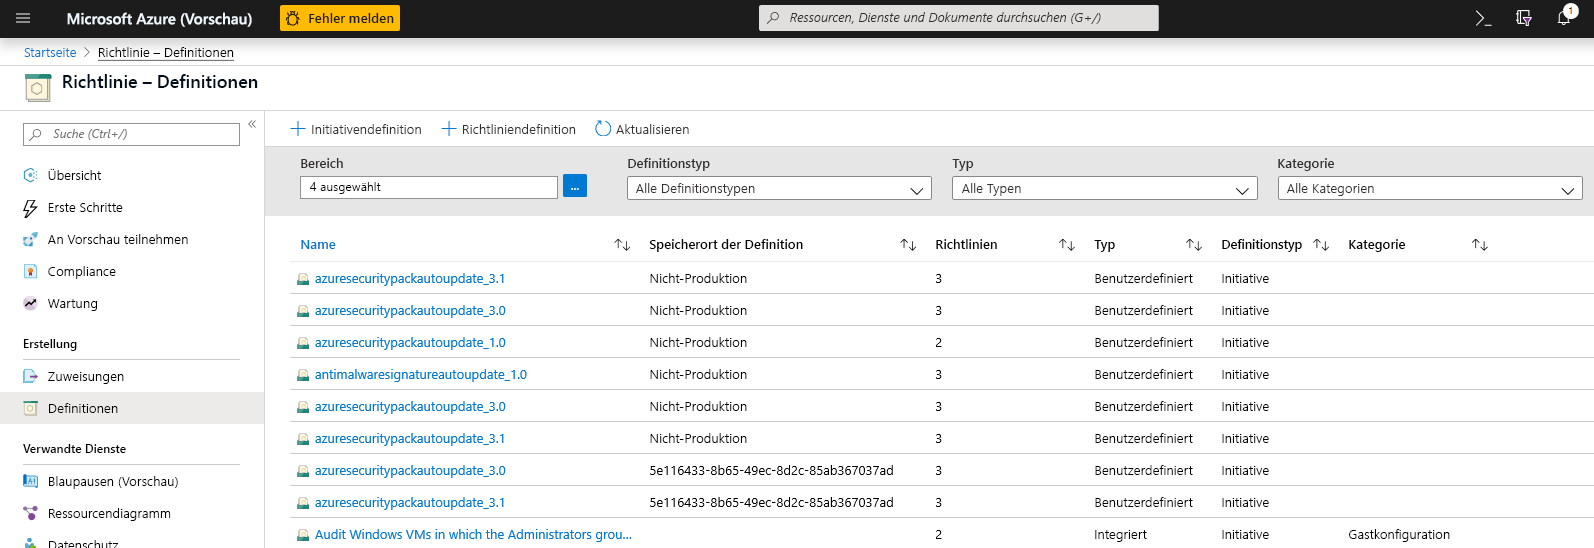 Microsoft Azure (Vorschau) Fehler melden Ressourcen, Dienste und Dokumente durchsuchen (G+/) 1
Startseite > Richtlinie – Definitionen
Richtlinie – Definitionen
Suche (Ctrl+/) «
Übersicht
Erste Schritte
An Vorschau teilnehmen
Compliance
Wartung
Erstellung
Zuweisungen
Definitionen
Verwandte Dienste
Blaupausen (Vorschau)
Ressourcendiagramm
Datenschutz
Initiativendefinition Richtliniendefinition Aktualisieren
Bereich Definitionstyp Typ Kategorie
4 ausgewählt ... Alle Definitionstypen Alle Typen Alle Kategorien
Name Speicherort der Definition Richtlinien Typ Definitionstyp Kategorie
azuresecuritypackautoupdate_3.1 Nicht-Produktion 3 Benutzerdefiniert Initiative
azuresecuritypackautoupdate_3.0 Nicht-Produktion 3 Benutzerdefiniert Initiative
azuresecuritypackautoupdate_1.0 Nicht-Produktion 2 Benutzerdefiniert Initiative
antimalwaresignatureautoupdate_1.0 Nicht-Produktion 3 Benutzerdefiniert Initiative
azuresecuritypackautoupdate_3.0 Nicht-Produktion 3 Benutzerdefiniert Initiative
azuresecuritypackautoupdate_3.1 Nicht-Produktion 3 Benutzerdefiniert Initiative
azuresecuritypackautoupdate_3.0 5e116433-8b65-49ec-8d2c-85ab367037ad 3 Benutzerdefiniert Initiative
azuresecuritypackautoupdate_3.1 5e116433-8b65-49ec-8d2c-85ab367037ad 3 Benutzerdefiniert Initiative
Audit Windows VMs in which the Administrators grou... 2 Integriert Initiative Gastkonfiguration